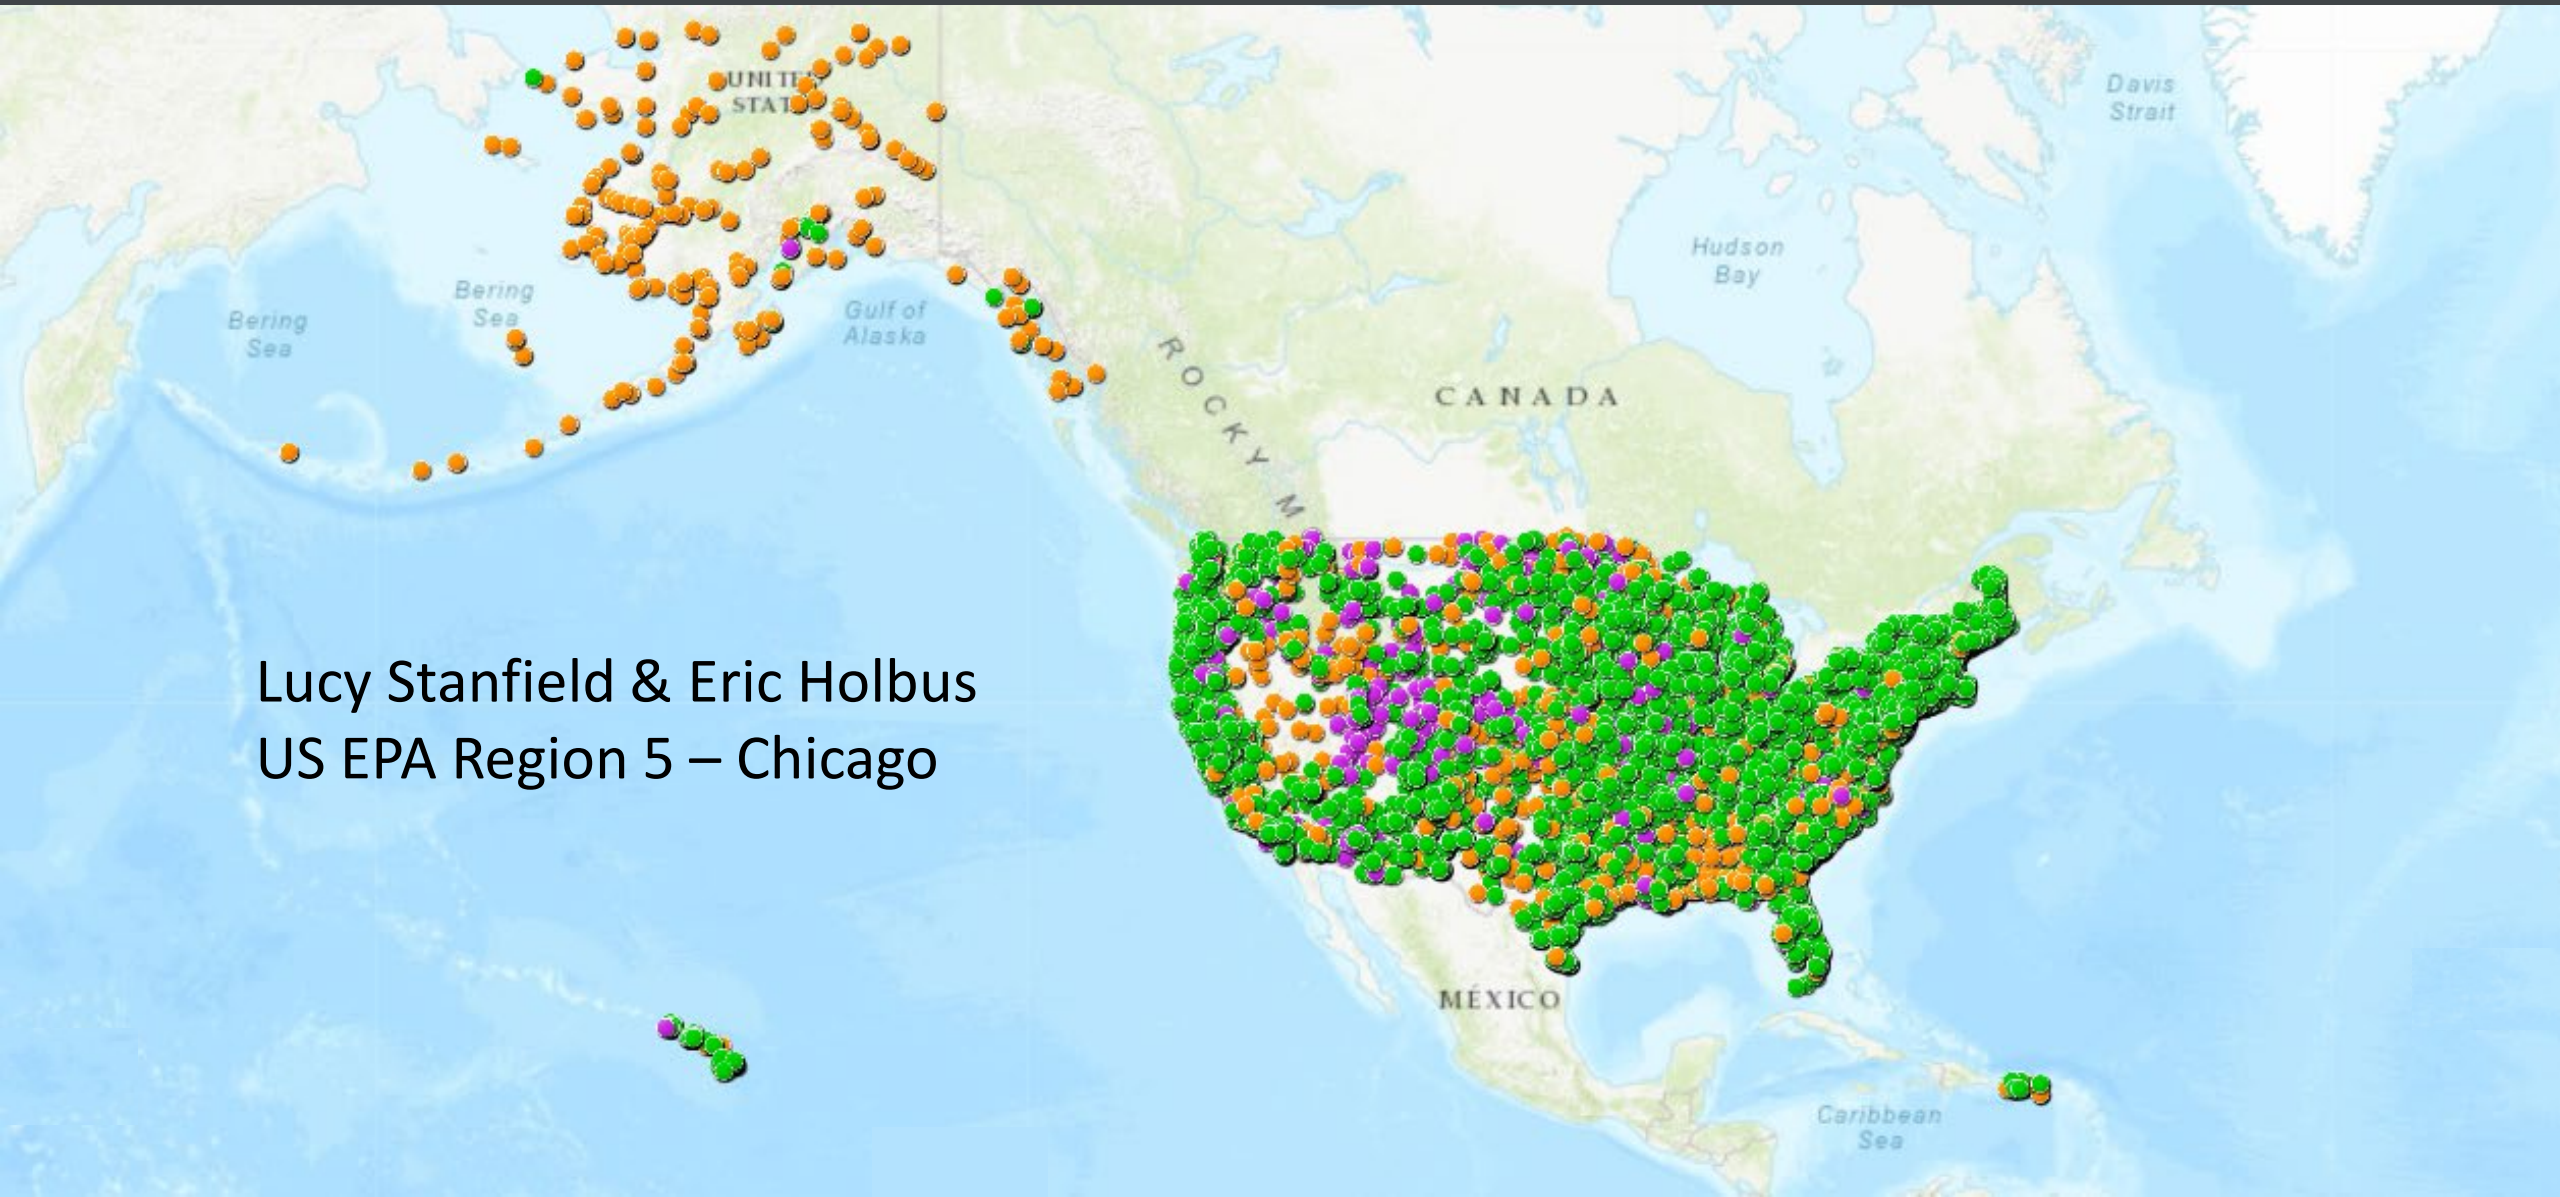 UNITED
STAT
Davis
Strait
Hudson
Bay
Bering
Sea
Bering
Sea
Gulf of
Alaska
ROCKY M
CANADA
Lucy Stanfield & Eric Holbus
US EPA Region 5 – Chicago
MÉXICO
Caribbean
Sea